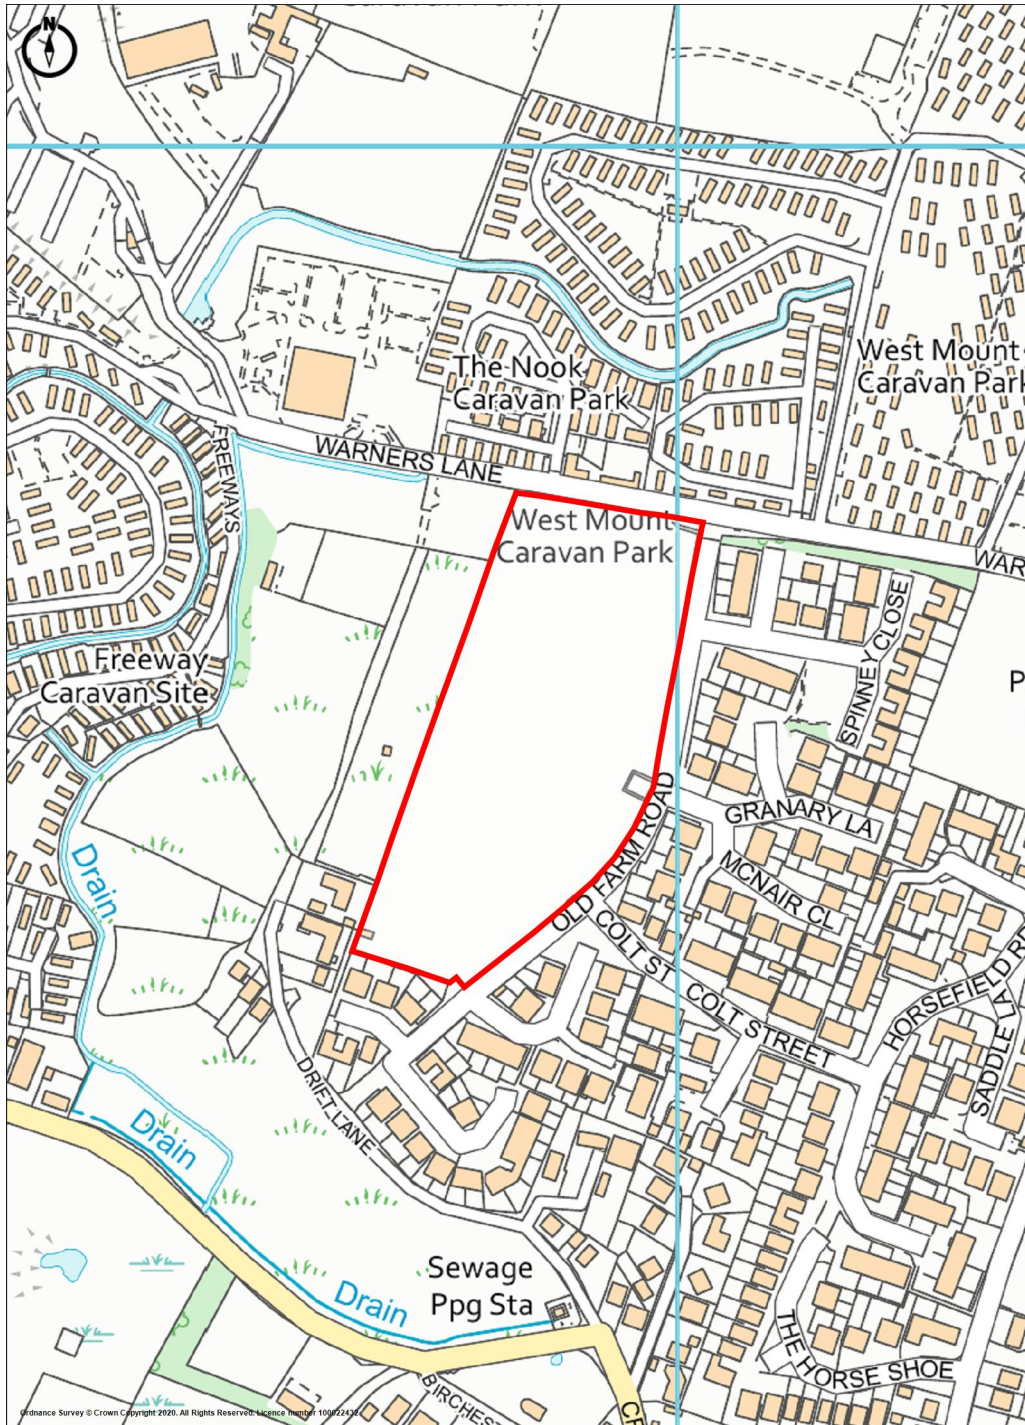 N
The Nook
Caravan Park
West Mount
Caravan Park
WARNERS LANE
FREEWAYS
West Mount
Caravan Park
WAR
SPINNEY CLOSE
Freeway
Caravan Site
P
GRANARY LA
OLD FARM ROAD
MCNAIR CL
Drain
COLT ST
COLT STREET
HORSEFIELD R
SADDLE LA
DRIFT LANE
Drain
Sewage
Ppg Sta
Drain
THE HORSE SHOE
BIRCHES
Ordnance Survey © Crown Copyright 2020. All Rights Reserved. Licence number 100022432